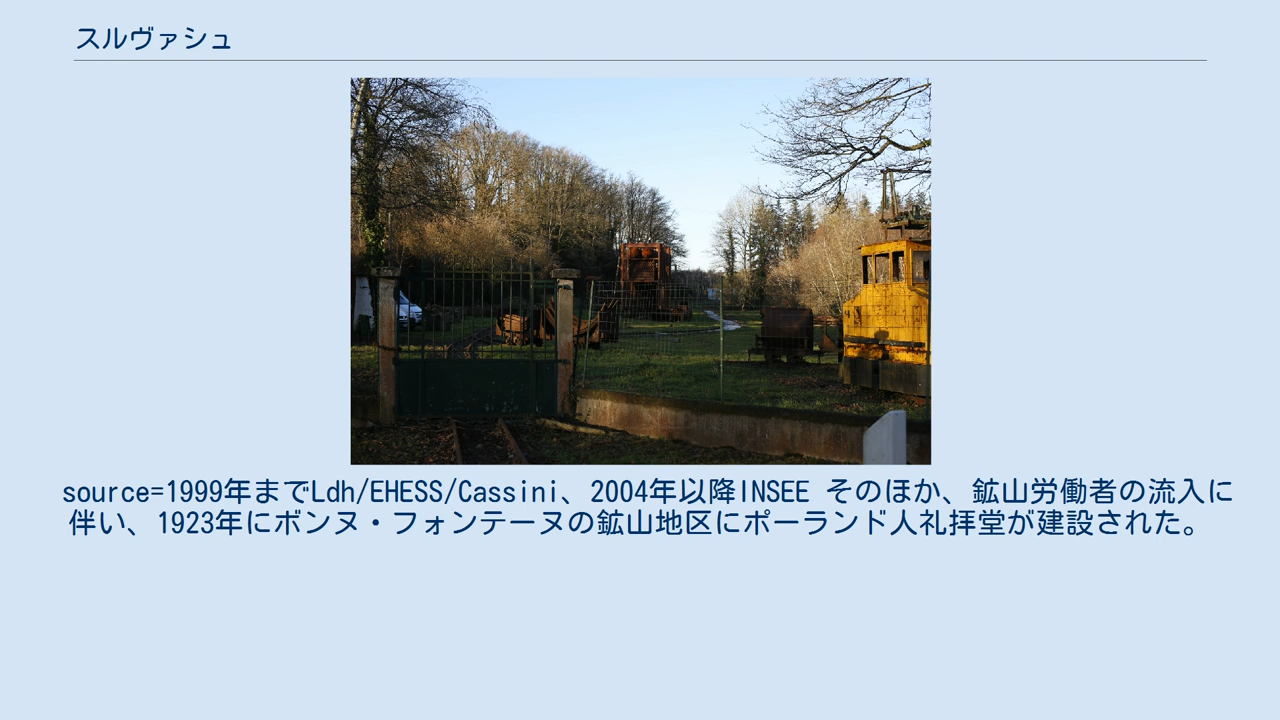 スルヴァシュ
source=1999年までLdh/EHESS/Cassini、2004年以降INSEE そのほか、鉱山労働者の流入に
伴い、1923年にボンヌ・フォンテーヌの鉱山地区にポーランド人礼拝堂が建設された。